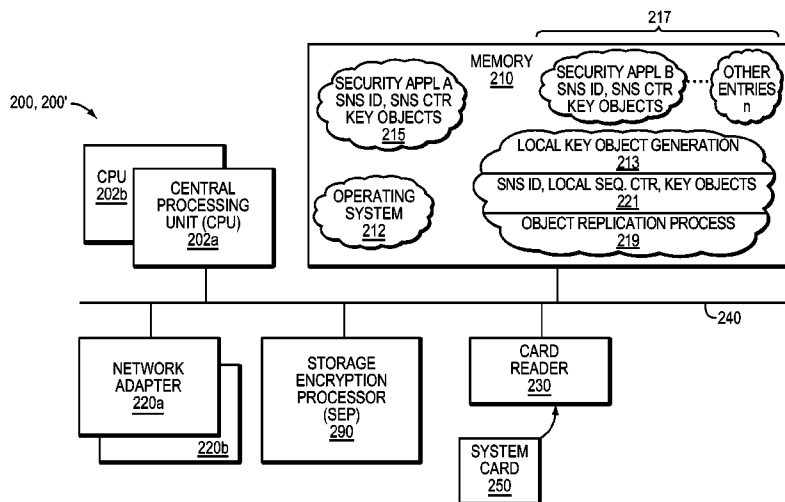 217
MEMORY
210
SECURITY APPL A
SNS ID, SNS CTR
KEY OBJECTS
215
SECURITY APPL B
SNS ID, SNS CTR
KEY OBJECTS
OTHER
ENTRIES
n
200, 200'
LOCAL KEY OBJECT GENERATION
213
SNS ID, LOCAL SEQ. CTR, KEY OBJECTS
221
OBJECT REPLICATION PROCESS
219
OPERATING
SYSTEM
212
CPU
202b
CENTRAL
PROCESSING
UNIT (CPU)
202a
240
NETWORK
ADAPTER
220a
220b
STORAGE
ENCRYPTION
PROCESSOR
(SEP)
290
CARD
READER
230
SYSTEM
CARD
250